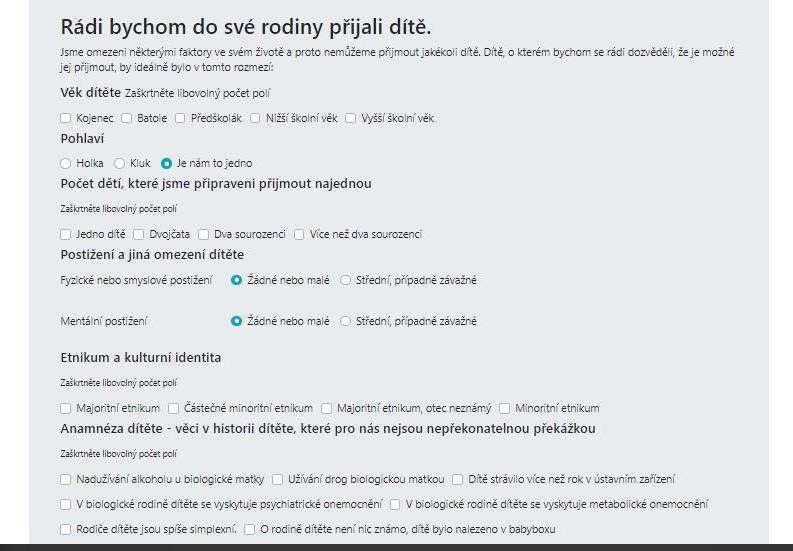 Rádi bychom do své rodiny přijali dítě.
Jsme omezeni některými faktory ve svém životě a proto nemůžeme přijmout jakékoli dítě. Dítě, o kterém bychom se rádi dozvěděli, že je možné
jej přijmout, by ideálně bylo v tomto rozmezí:
Věk dítěte Zaškrtněte libovolný počet polí
Kojenec Batole Předškolák Nižší školní věk Vyšší školní věk
Pohlaví
Holka Kluk Je nám to jedno
Počet dětí, které jsme připraveni přijmout najednou
Zaškrtněte libovolný počet polí
Jedno dítě Dvojčata Dva sourozenci Více než dva sourozenci
Postižení a jiná omezení dítěte
Fyzické nebo smyslové postižení Žádné nebo malé Střední, případně závažné
Mentální postižení Žádné nebo malé Střední, případně závažné
Etnikum a kulturní identita
Zaškrtněte libovolný počet polí
Majoritní etnikum Částečně minoritní etnikum Majoritní etnikum, otec neznámý Minoritní etnikum
Anamnéza dítěte - věci v historii dítěte, které pro nás nejsou nepřekonatelnou překážkou
Zaškrtněte libovolný počet polí
Nadužívání alkoholu u biologické matky Užívání drog biologickou matkou Dítě strávilo více než rok v ústavním zařízení
V biologické rodině dítěte se vyskytuje psychiatrické onemocnění V biologické rodině dítěte se vyskytuje metabolické onemocnění
Rodiče dítěte jsou spíše simplexní. O rodině dítěte není nic známo, dítě bylo nalezeno v babyboxu